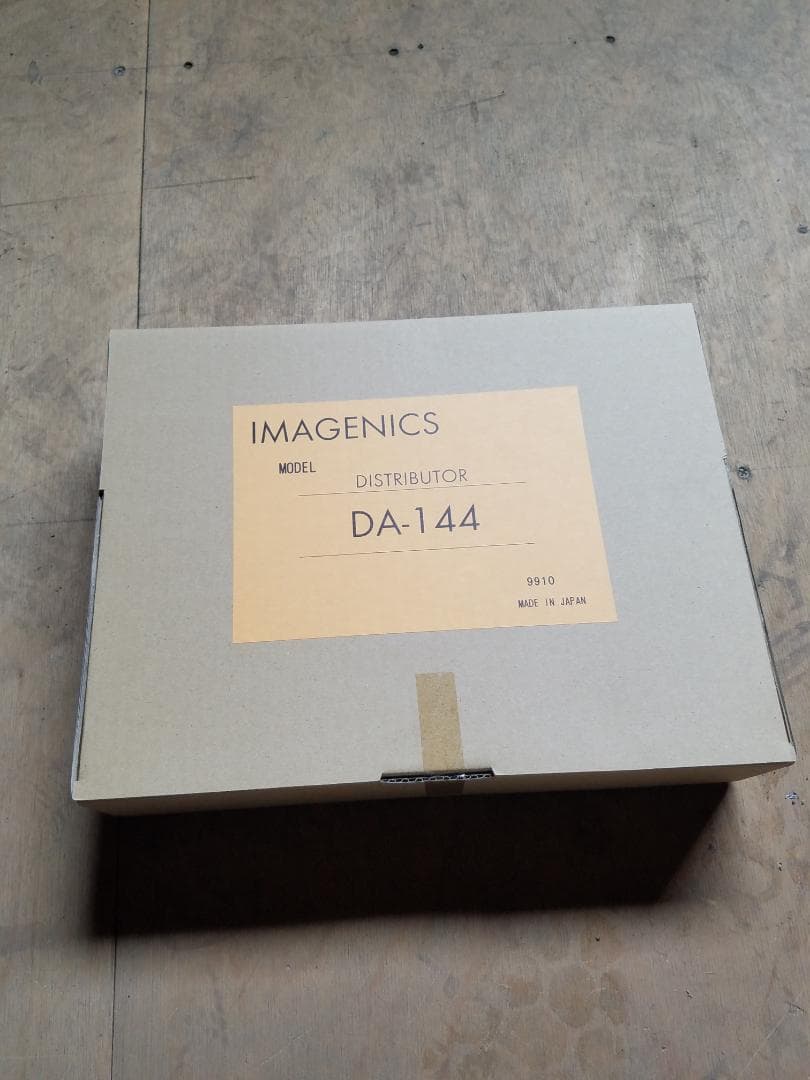 IMAGENICS
MODEL
DISTRIBUTOR
DA-144
9910
MADE IN JAPAN